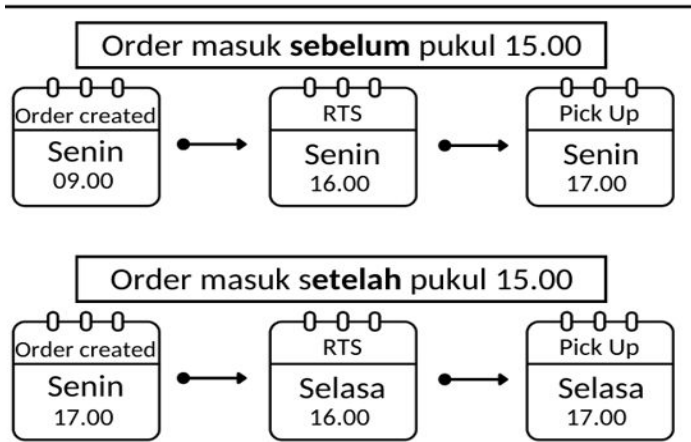 Order masuk sebelum pukul 15.00
Order created
Senin
09.00
RTS
Senin
16.00
Pick Up
Senin
17.00
Order masuk setelah pukul 15.00
Order created
Senin
17.00
RTS
Selasa
16.00
Pick Up
Selasa
17.00